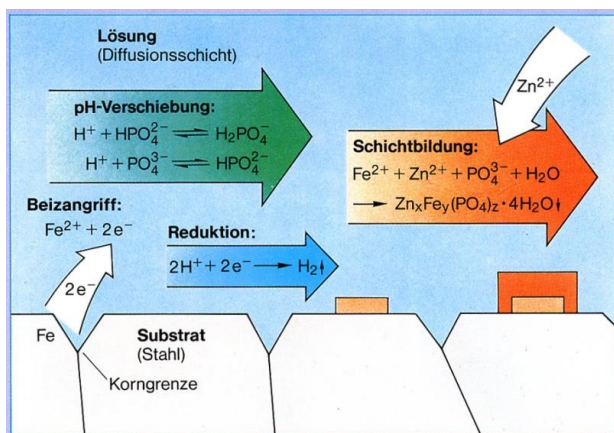 Lösung
(Diffusionsschicht)
pH-Verschiebung:
H⁺ + HPO₄²⁻ ⇌ H₂PO₄⁻
H⁺ + PO₄³⁻ ⇌ HPO₄²⁻
Zn²⁺
Schichtbildung:
Fe²⁺ + Zn²⁺ + PO₄³⁻ + H₂O
→ ZnₓFeᵧ(PO₄)z · 4H₂O↓
Beizangriff:
Fe²⁺ + 2e⁻
2e⁻
Reduktion:
2H⁺ + 2e⁻ → H₂↑
Fe
Substrat
(Stahl)
Korngrenze